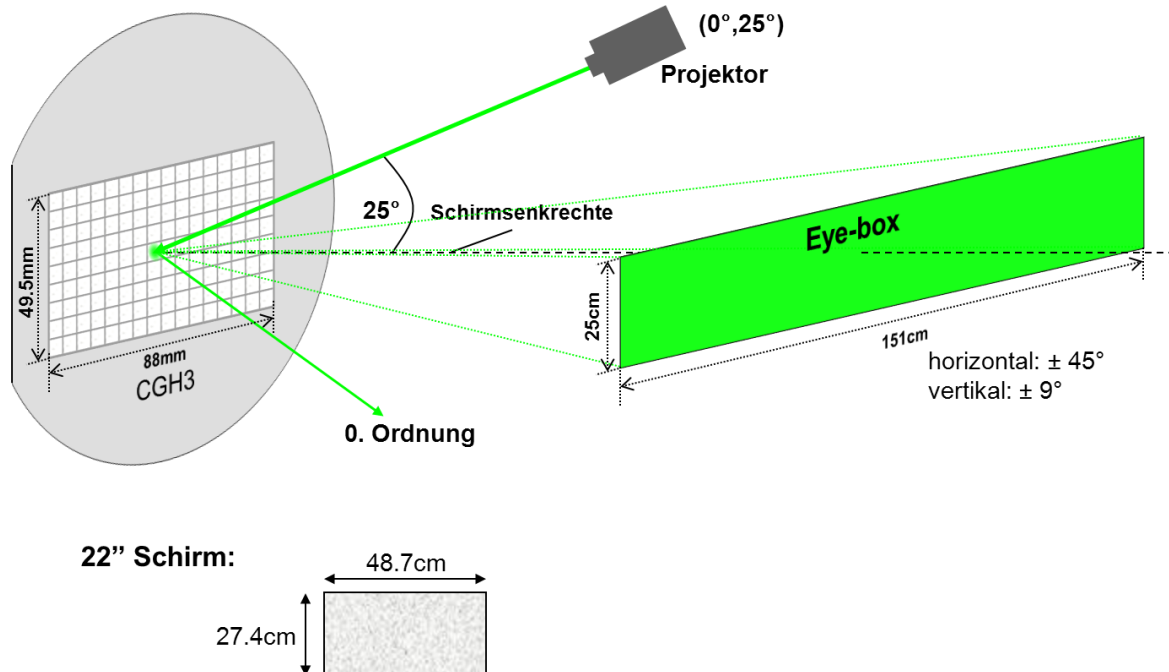 (0°,25°)
Projektor
25°
Schirmsenkrechte
Eye-box
49.5mm
88mm
CGH3
25cm
151cm
horizontal: ± 45°
vertikal: ± 9°
0. Ordnung
22’’ Schirm:
48.7cm
27.4cm